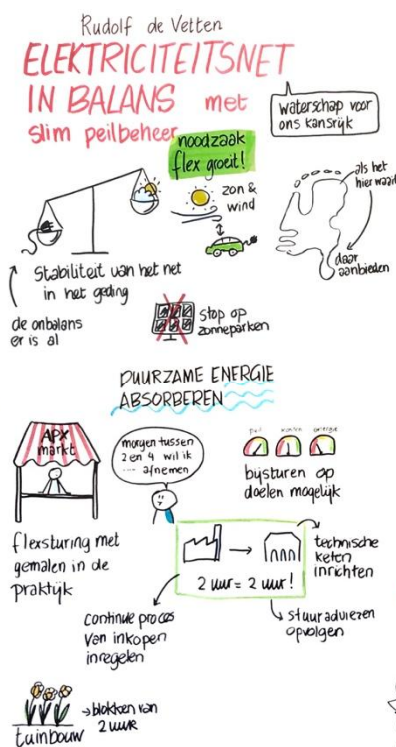 Rudolf de Vetten
ELEKTRICITEITSNET
IN BALANS met
slim peilbeheer
waterschap voor
ons kansrijk
noodzaak
flex groeit!
zon &
wind
als het
hier waait
daar
aanbieden
Stabiliteit van het net
in het geding
de onbalans
er is al
stop op
zonneparken
DUURZAME ENERGIE
ABSORBEREN
APX
markt
morgen tussen
2 en 4 wil ik
--- afnemen
peil kosten energie
bijsturen op
doelen mogelijk
flexsturing met
gemalen in de
praktijk
2 uur = 2 uur!
technische
keten
inrichten
continue proces
van inkopen
inregelen
stuuradviezen
opvolgen
blokken van
2 uur
tuinbouw